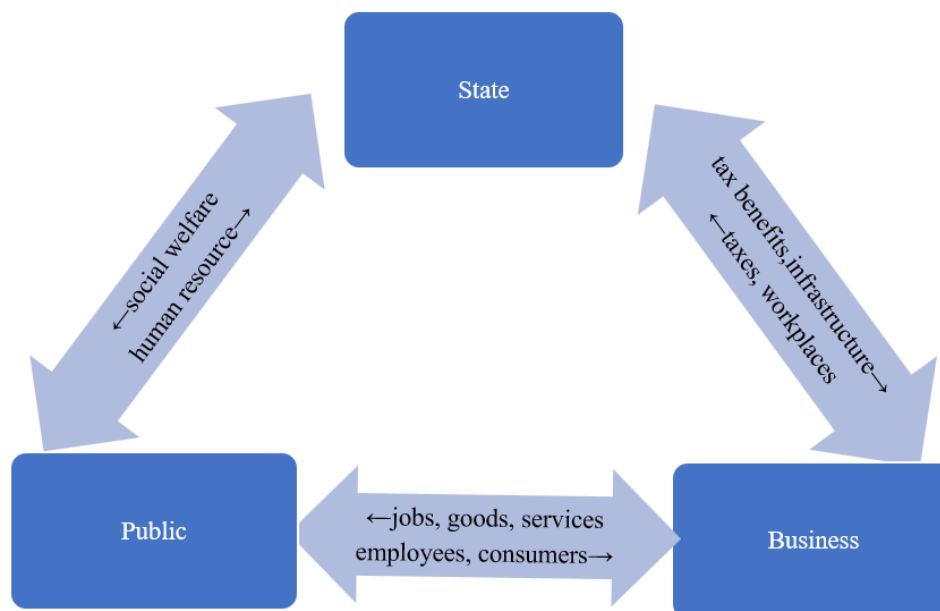 State
←social welfare
human resource→
tax benefits,infrastructure→
←taxes, workplaces
Public
←jobs, goods, services
employees, consumers→
Business